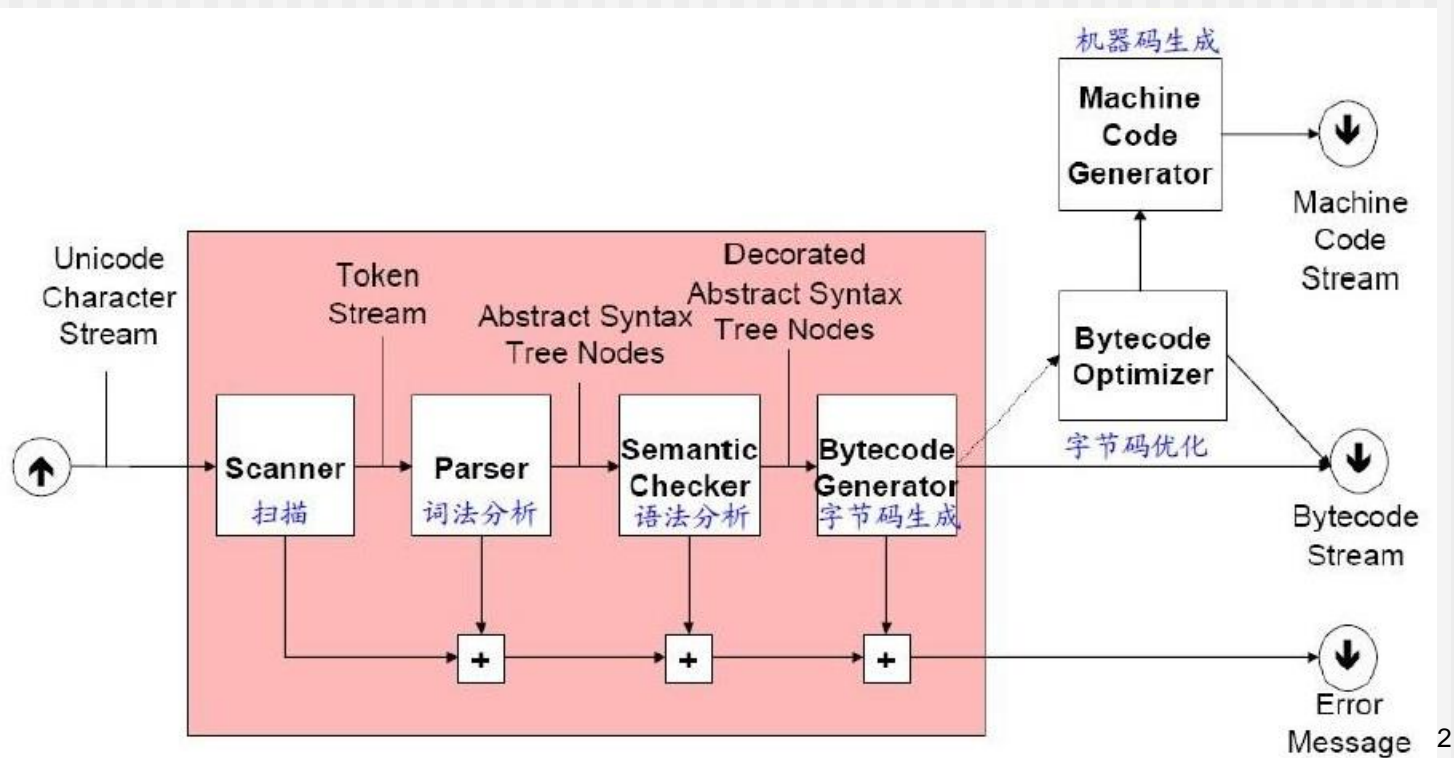 机器码生成
Machine
Code
Generator
Machine
Code
Stream
Unicode
Character
Stream
Token
Stream
Abstract Syntax
Tree Nodes
Decorated
Abstract Syntax
Tree Nodes
Bytecode
Optimizer
字节码优化
Scanner
扫描
Parser
词法分析
Semantic
Checker
语法分析
Bytecode
Generator
字节码生成
Bytecode
Stream
+
+
+
Error
Message
2